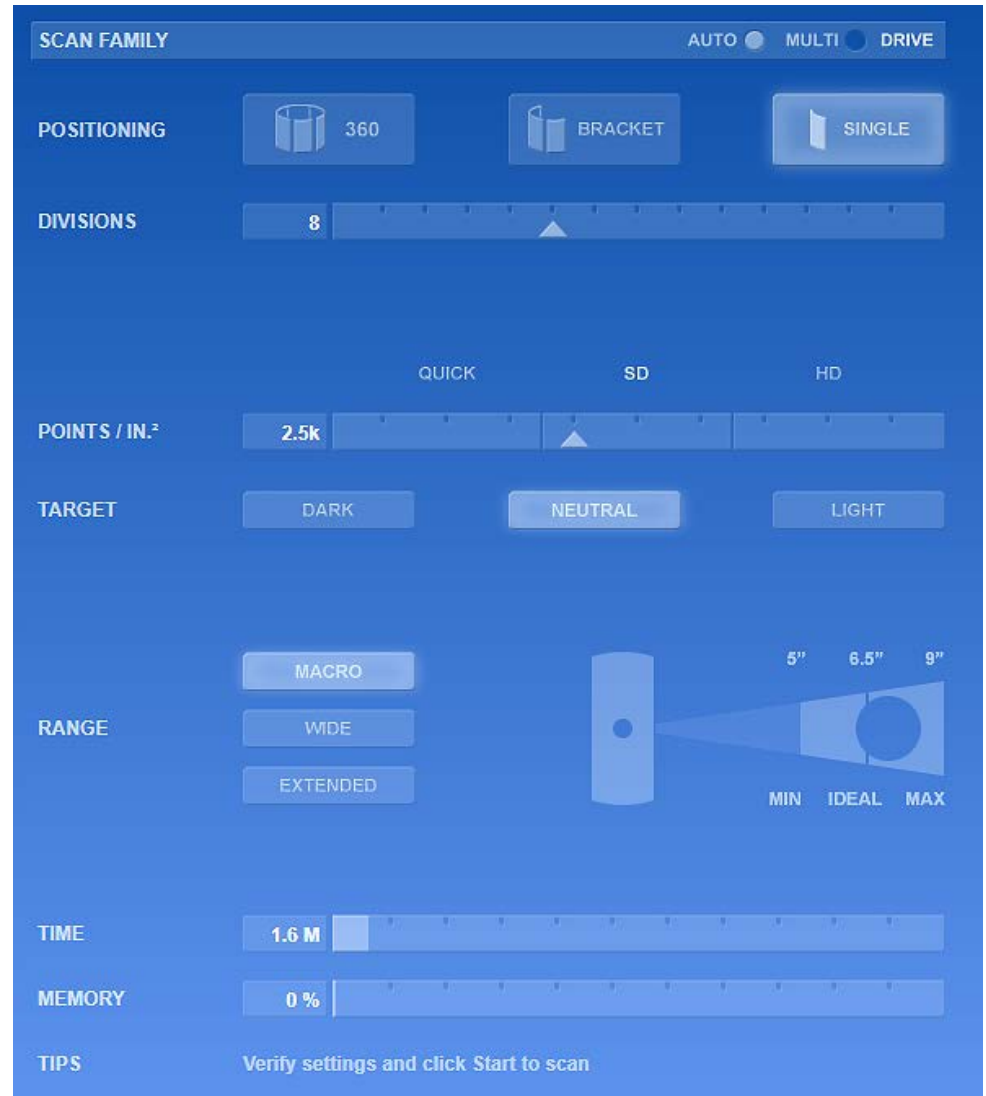 SCAN FAMILY AUTO MULTI DRIVE
POSITIONING 360 BRACKET SINGLE
DIVISIONS 8
QUICK SD HD
POINTS / IN.² 2.5k
TARGET DARK NEUTRAL LIGHT
5” 6.5” 9”
MACRO
RANGE WIDE
EXTENDED
MIN IDEAL MAX
TIME 1.6 M
MEMORY 0 %
TIPS Verify settings and click Start to scan